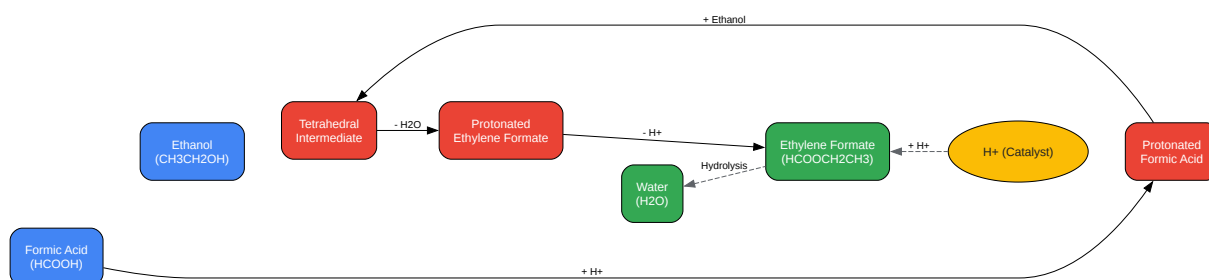 + Ethanol
Tetrahedral
Intermediate
- H2O
Protonated
Ethylene Formate
- H+
Ethanol
(CH3CH2OH)
Ethylene Formate
(HCOOCH2CH3)
+ H+
H+ (Catalyst)
Protonated
Formic Acid
Hydrolysis
Water
(H2O)
Formic Acid
(HCOOH)
+ H+